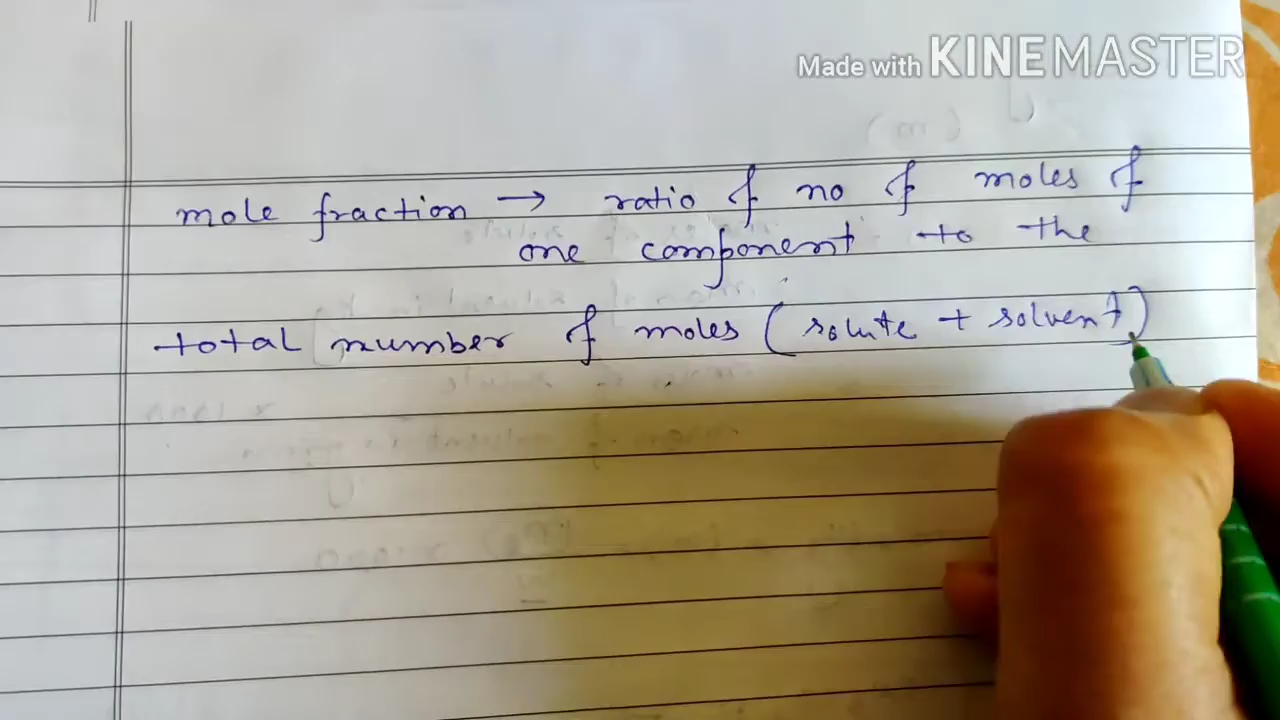 Made with KINEMASTER
mole fraction → ratio of no of moles of
one component to the
total number of moles (solute + solvent)